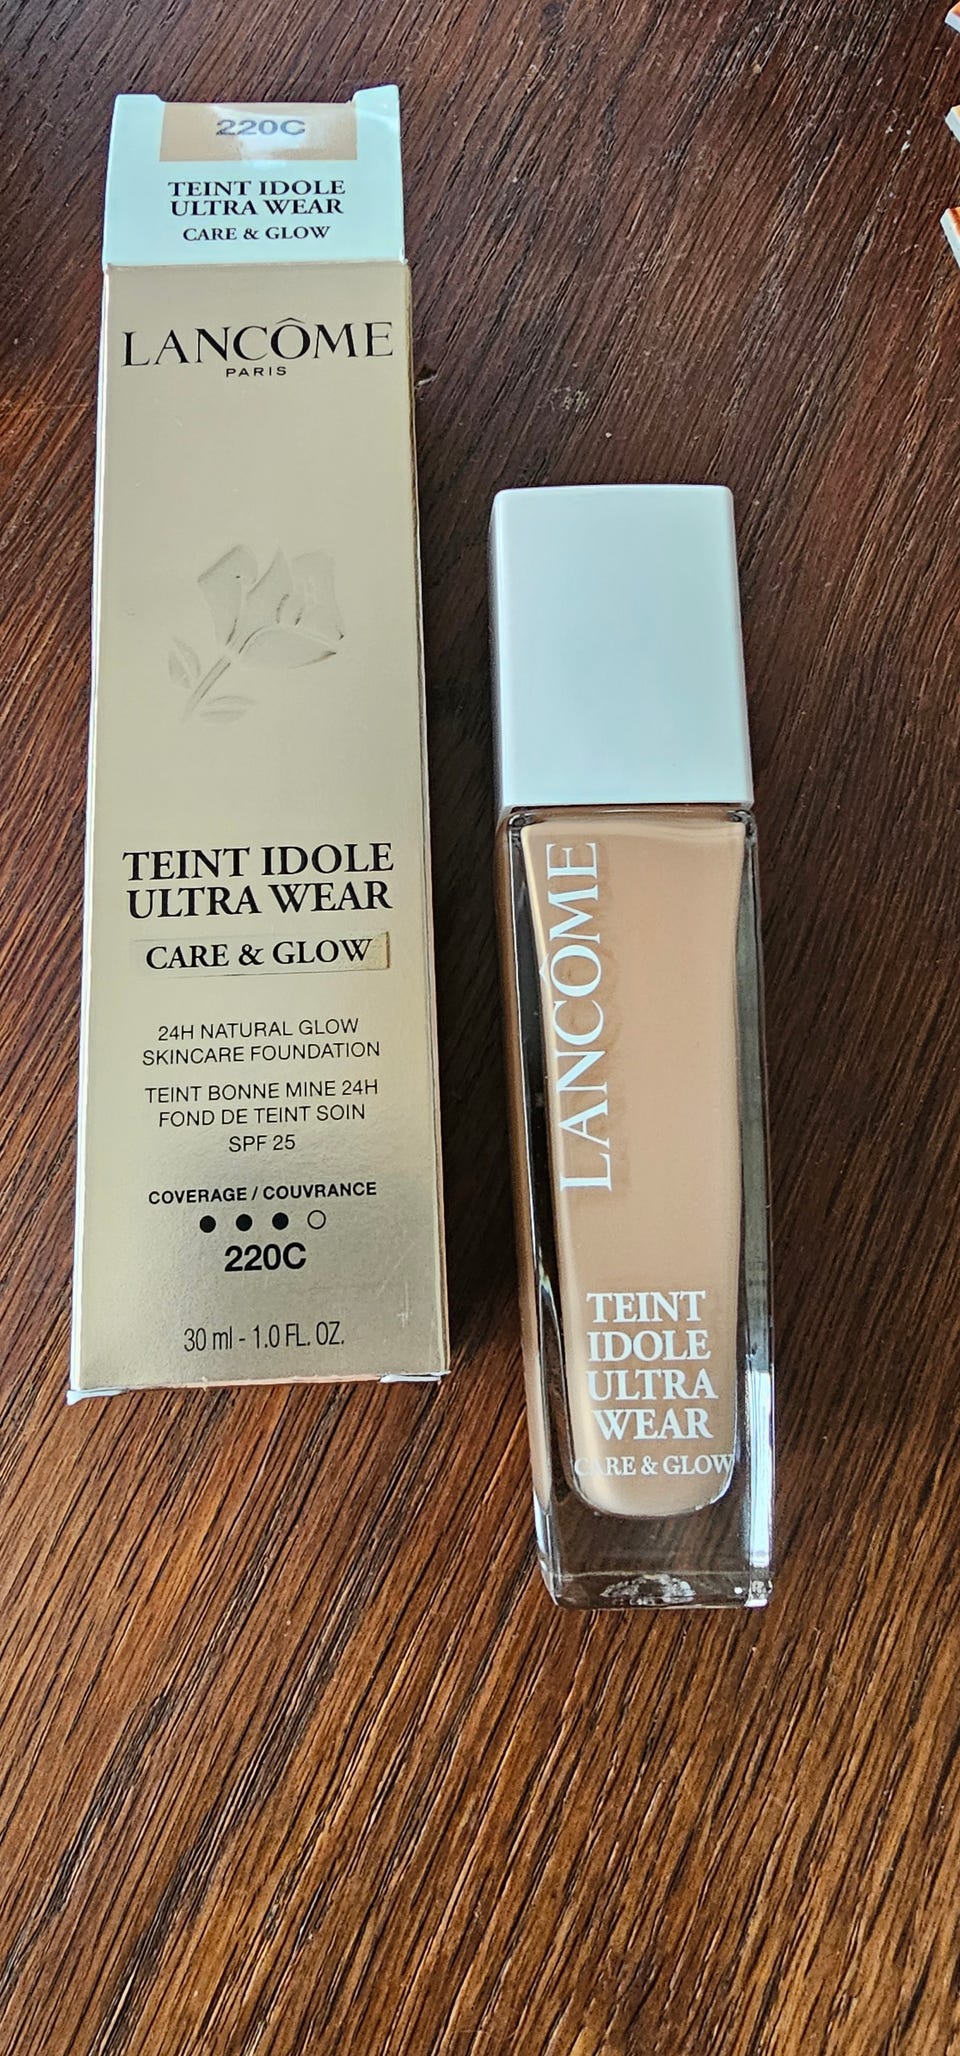 220C
TEINT IDOLE
ULTRA WEAR
CARE & GLOW
LANCÔME
PARIS
TEINT IDOLE
ULTRA WEAR
CARE & GLOW
24H NATURAL GLOW
SKINCARE FOUNDATION
TEINT BONNE MINE 24H
FOND DE TEINT SOIN
SPF 25
COVERAGE / COUVRANCE
220C
30 ml - 1.0 FL. OZ.
LANCÔME
TEINT
IDOLE
ULTRA
WEAR
CARE & GLOW